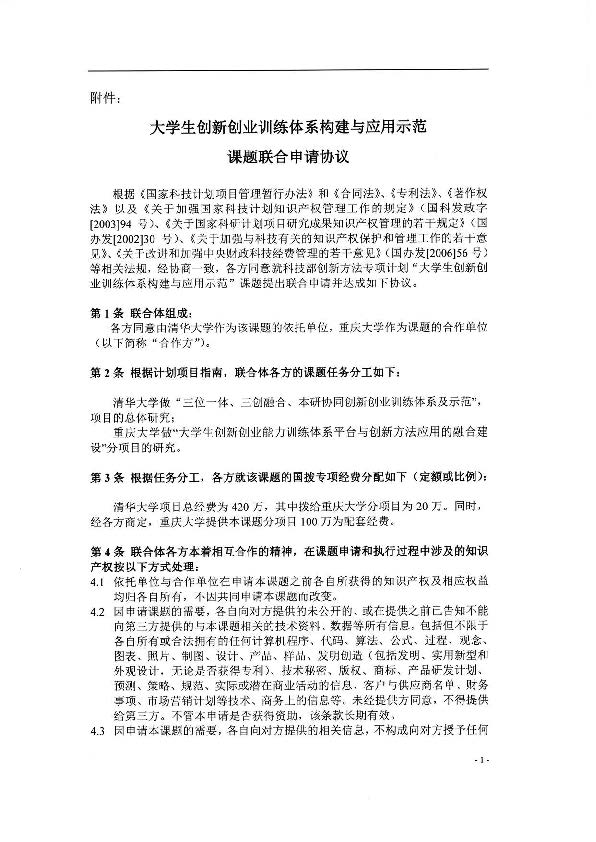 附件：
大学生创新创业训练体系构建与应用示范
课题联合申请协议
根据《国家科技计划项目管理暂行办法》和《合同法》、《专利法》、《著作权
法》以及《关于加强国家科技计划知识产权管理工作的规定》（国科发政字
[2003]94 号）、《关于国家科研计划项目研究成果知识产权管理的若干规定》（国
办发[2002]30 号）、《关于加强与科技有关的知识产权保护和管理工作的若干意
见》、《关于改进和加强中央财政科技经费管理的若干意见》（国办发[2006]56 号）
等相关法规，经协商一致，各方同意就科技部创新方法专项计划“大学生创新创
业训练体系构建与应用示范”课题提出联合申请并达成如下协议。
第 1 条 联合体组成：
各方同意由清华大学作为该课题的依托单位，重庆大学作为课题的合作单位
（以下简称“合作方”）。
第 2 条 根据计划项目指南，联合体各方的课题任务分工如下：
清华大学做“三位一体、三创融合、本研协同创新创业训练体系及示范”，
项目的总体研究；
重庆大学做“大学生创新创业能力训练体系平台与创新方法应用的融合建
设”分项目的研究。
第 3 条 根据任务分工，各方就该课题的国拨专项经费分配如下（定额或比例）：
清华大学项目总经费为 420 万，其中拨给重庆大学分项目为 20 万。同时，
经各方商定，重庆大学提供本课题分项目 100 万为配套经费。
第 4 条 联合体各方本着相互合作的精神，在课题申请和执行过程中涉及的知识
产权按以下方式处理：
4.1 依托单位与合作单位在申请本课题之前各自所获得的知识产权及相应权益
均归各自所有，不因共同申请本课题而改变。
4.2 因申请课题的需要，各自向对方提供的未公开的、或在提供之前已告知不能
向第三方提供的与本课题相关的技术资料、数据等所有信息，包括但不限于
各自所有或合法拥有的任何计算机程序、代码、算法、公式、过程、观念、
图表、照片、制图、设计、产品、样品、发明创造（包括发明、实用新型和
外观设计，无论是否获得专利）、技术秘密、版权、商标、产品研发计划、
预测、策略、规范、实际或潜在商业活动的信息、客户与供应商名单、财务
事项、市场营销计划等技术、商务上的信息等，未经提供方同意，不得提供
给第三方。不管本申请是否获得资助，该条款长期有效。
4.3 因申请本课题的需要，各自向对方提供的相关信息，不构成向对方授予任何
- 1 -